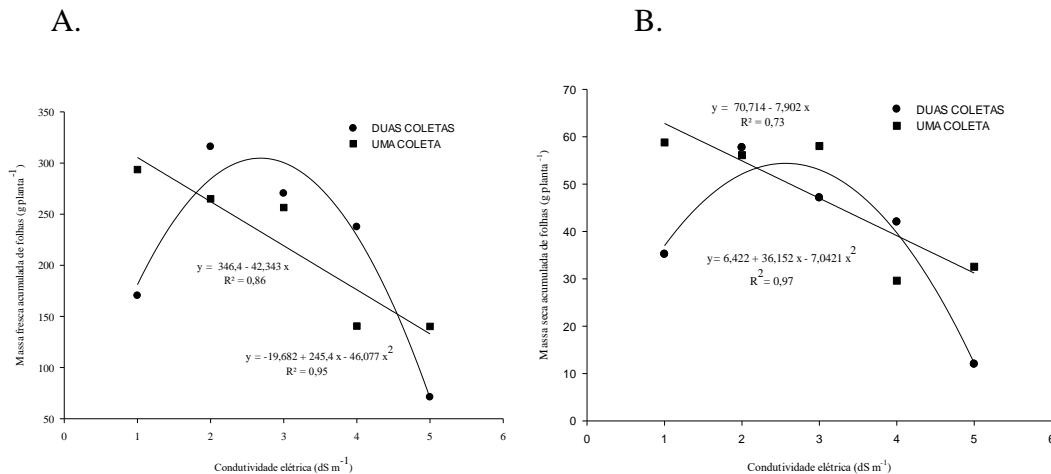 A.
Massa fresca acumulada de folhas (g planta⁻¹)
350
300
250
200
150
100
50
DUAS COLETAS
UMA COLETA
y = 346,4 - 42,343 x
R² = 0,86
y = -19,682 + 245,4 x - 46,077 x²
R² = 0,95
0 1 2 3 4 5 6
Condutividade elétrica (dS m⁻¹)
B.
Massa seca acumulada de folhas (g planta⁻¹)
70
60
50
40
30
20
10
0
y = 70,714 - 7,902 x
R² = 0,73
DUAS COLETAS
UMA COLETA
y= 6,422 + 36,152 x - 7,0421 x²
R²= 0,97
0 1 2 3 4 5 6
Condutividade elétrica (dS m⁻¹)